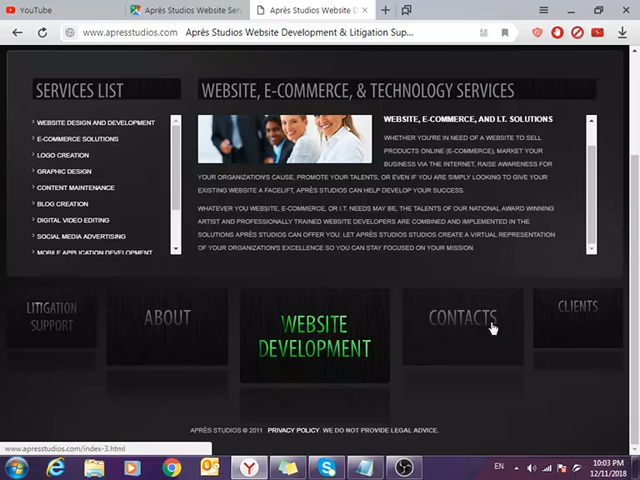 YouTube
Après Studios Website Ser
Après Studios Website D
www.apresstudios.com
Après Studios Website Development & Litigation Sup...
SERVICES LIST
WEBSITE DESIGN AND DEVELOPMENT
E-COMMERCE SOLUTIONS
LOGO CREATION
GRAPHIC DESIGN
CONTENT MAINTENANCE
BLOG CREATION
DIGITAL VIDEO EDITING
SOCIAL MEDIA ADVERTISING
MOBILE APPLICATION DEVELOPMENT
WEBSITE, E-COMMERCE, & TECHNOLOGY SERVICES
WEBSITE, E-COMMERCE, AND I.T. SOLUTIONS
WHETHER YOU'RE IN NEED OF A WEBSITE TO SELL
PRODUCTS ONLINE (ECOMMERCE), MARKET YOUR
BUSINESS VIA THE INTERNET, RAISE AWARENESS FOR
YOUR ORGANIZATION'S CAUSE, PROMOTE YOUR TALENTS, OR EVEN IF YOU ARE SIMPLY LOOKING TO GIVE YOUR
EXISTING WEBSITE A FACELIFT, APRÈS STUDIOS CAN HELP DEVELOP YOUR SUCCESS.
WHATEVER YOU WEBSITE, E-COMMERCE, OR I.T. NEEDS MAY BE, THE TALENTS OF OUR NATIONAL AWARD WINNING
ARTIST AND PROFESSIONALLY TRAINED WEBSITE DEVELOPERS ARE COMBINED AND IMPLEMENTED IN THE
SOLUTIONS APRÈS STUDIOS CAN OFFER YOU. LET APRÈS STUDIOS STUDIOS CREATE A VIRTUAL REPRESENTATION
OF YOUR ORGANIZATION'S EXCELLENCE SO YOU CAN STAY FOCUSED ON YOUR MISSION.
LITIGATION
SUPPORT
ABOUT
WEBSITE
DEVELOPMENT
CONTACTS
CLIENTS
APRÈS STUDIOS © 2011 PRIVACY POLICY. WE DO NOT PROVIDE LEGAL ADVICE.
www.apresstudios.com/index-3.html
EN
10:03 PM
12/11/2018